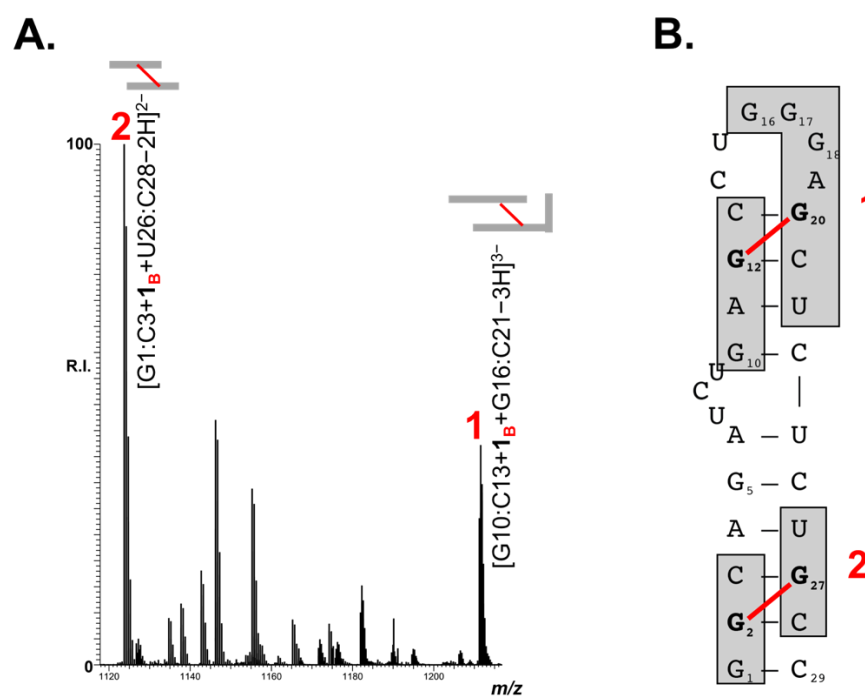 A.
2
[G1:C3+1B+U26:C28−2H]2−
1
[G10:C13+1B+G16:C21−3H]3−
100
R.I.
0
1120 1140 1160 1180 1200
m/z
B.
G16 G17
U G18
C A
C – G20
G12 – C
A – U
G10 – C
U
C
U
A – U
G5 – C
A – U
C – G27 2
G2 – C
G1 – C29